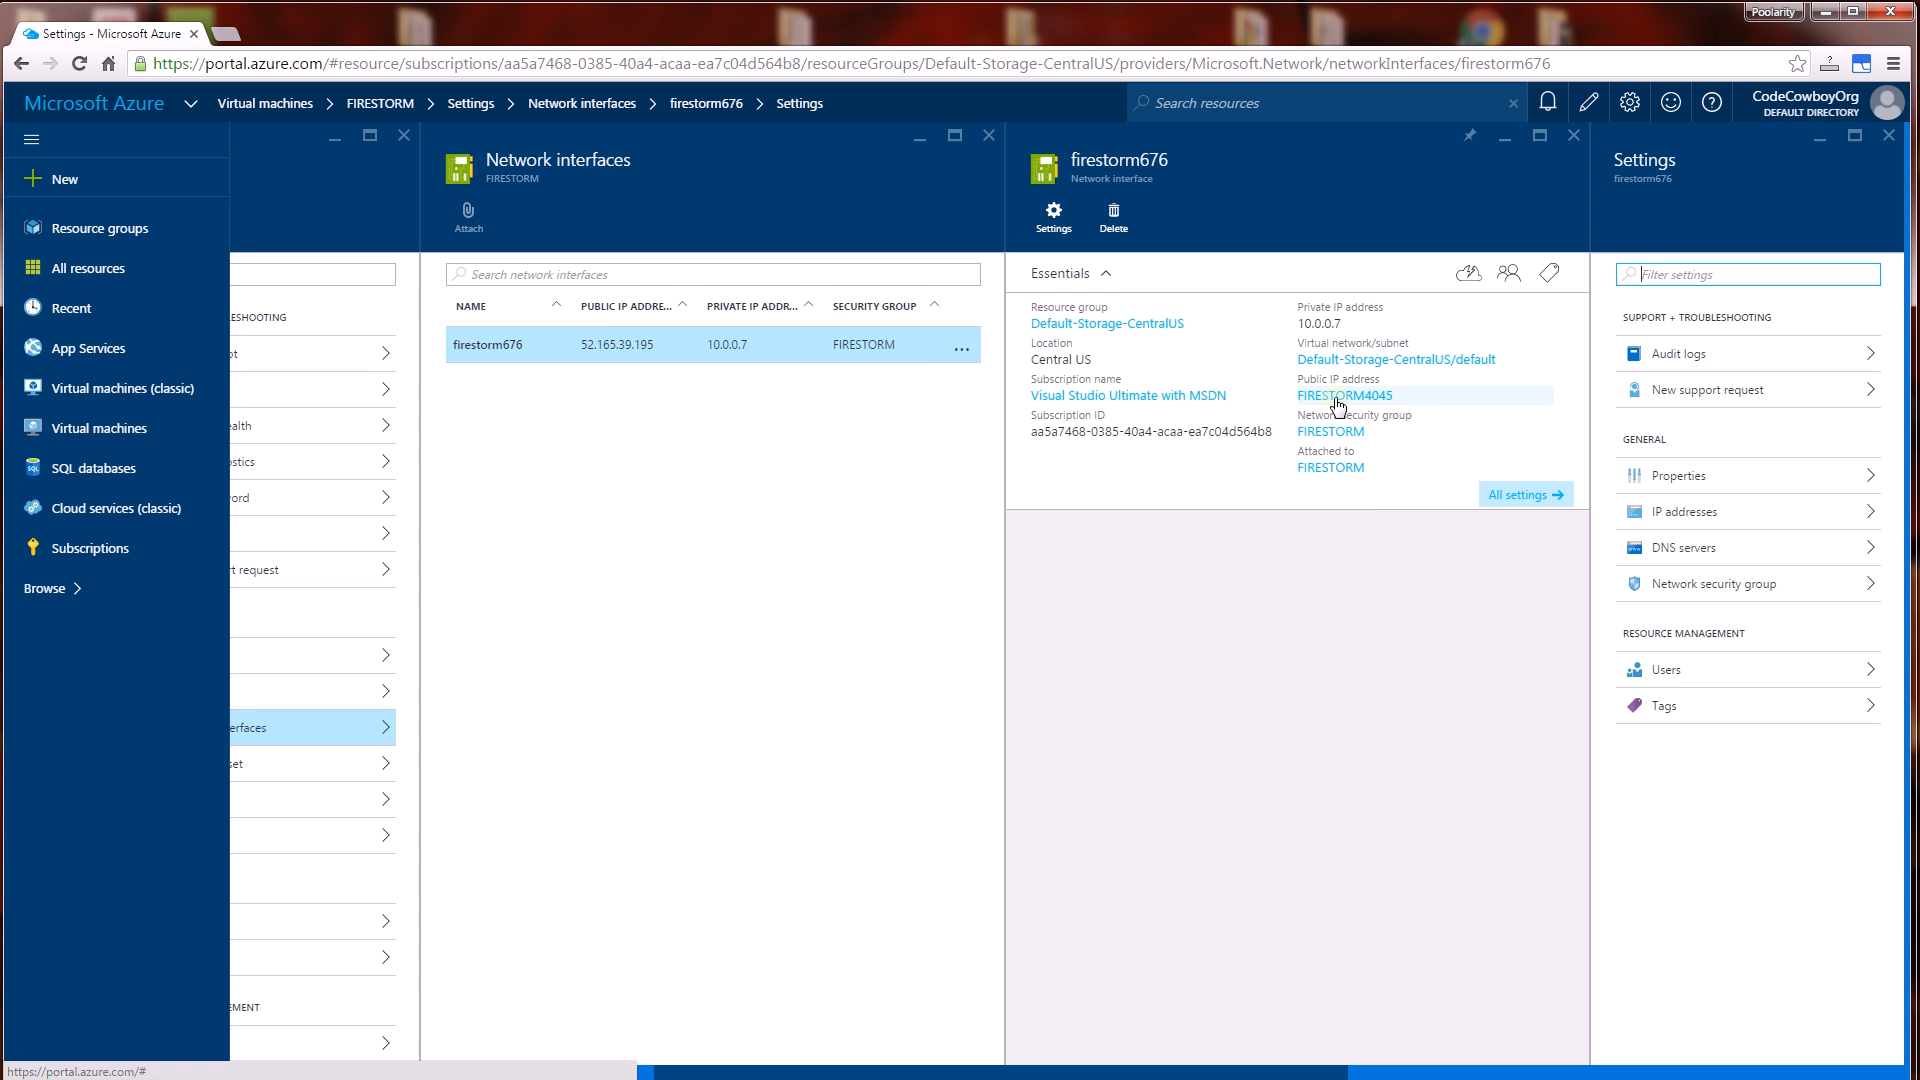 Poolarity
Settings - Microsoft Azure
https://portal.azure.com/#resource/subscriptions/aa5a7468-0385-40a4-acaa-ea7c04d564b8/resourceGroups/Default-Storage-CentralUS/providers/Microsoft.Network/networkInterfaces/firestorm676
Microsoft Azure
Virtual machines > FIRESTORM > Settings > Network interfaces > firestorm676 > Settings
Search resources
CodeCowboyOrg
DEFAULT DIRECTORY
New
Resource groups
All resources
Recent
App Services
Virtual machines (classic)
Virtual machines
SQL databases
Cloud services (classic)
Subscriptions
Browse >
ESHOOTING
ot
ealth
ostics
word
rt request
erfaces
set
EMENT
Network interfaces
FIRESTORM
Attach
Search network interfaces
NAME PUBLIC IP ADDRE... PRIVATE IP ADDR... SECURITY GROUP
firestorm676 52.165.39.195 10.0.0.7 FIRESTORM ...
firestorm676
Network interface
Settings Delete
Essentials
Resource group
Default-Storage-CentralUS
Location
Central US
Subscription name
Visual Studio Ultimate with MSDN
Subscription ID
aa5a7468-0385-40a4-acaa-ea7c04d564b8
Private IP address
10.0.0.7
Virtual network/subnet
Default-Storage-CentralUS/default
Public IP address
FIRESTORM4045
Network security group
FIRESTORM
Attached to
FIRESTORM
All settings →
Settings
firestorm676
Filter settings
SUPPORT + TROUBLESHOOTING
Audit logs
New support request
GENERAL
Properties
IP addresses
DNS servers
Network security group
RESOURCE MANAGEMENT
Users
Tags
https://portal.azure.com/#